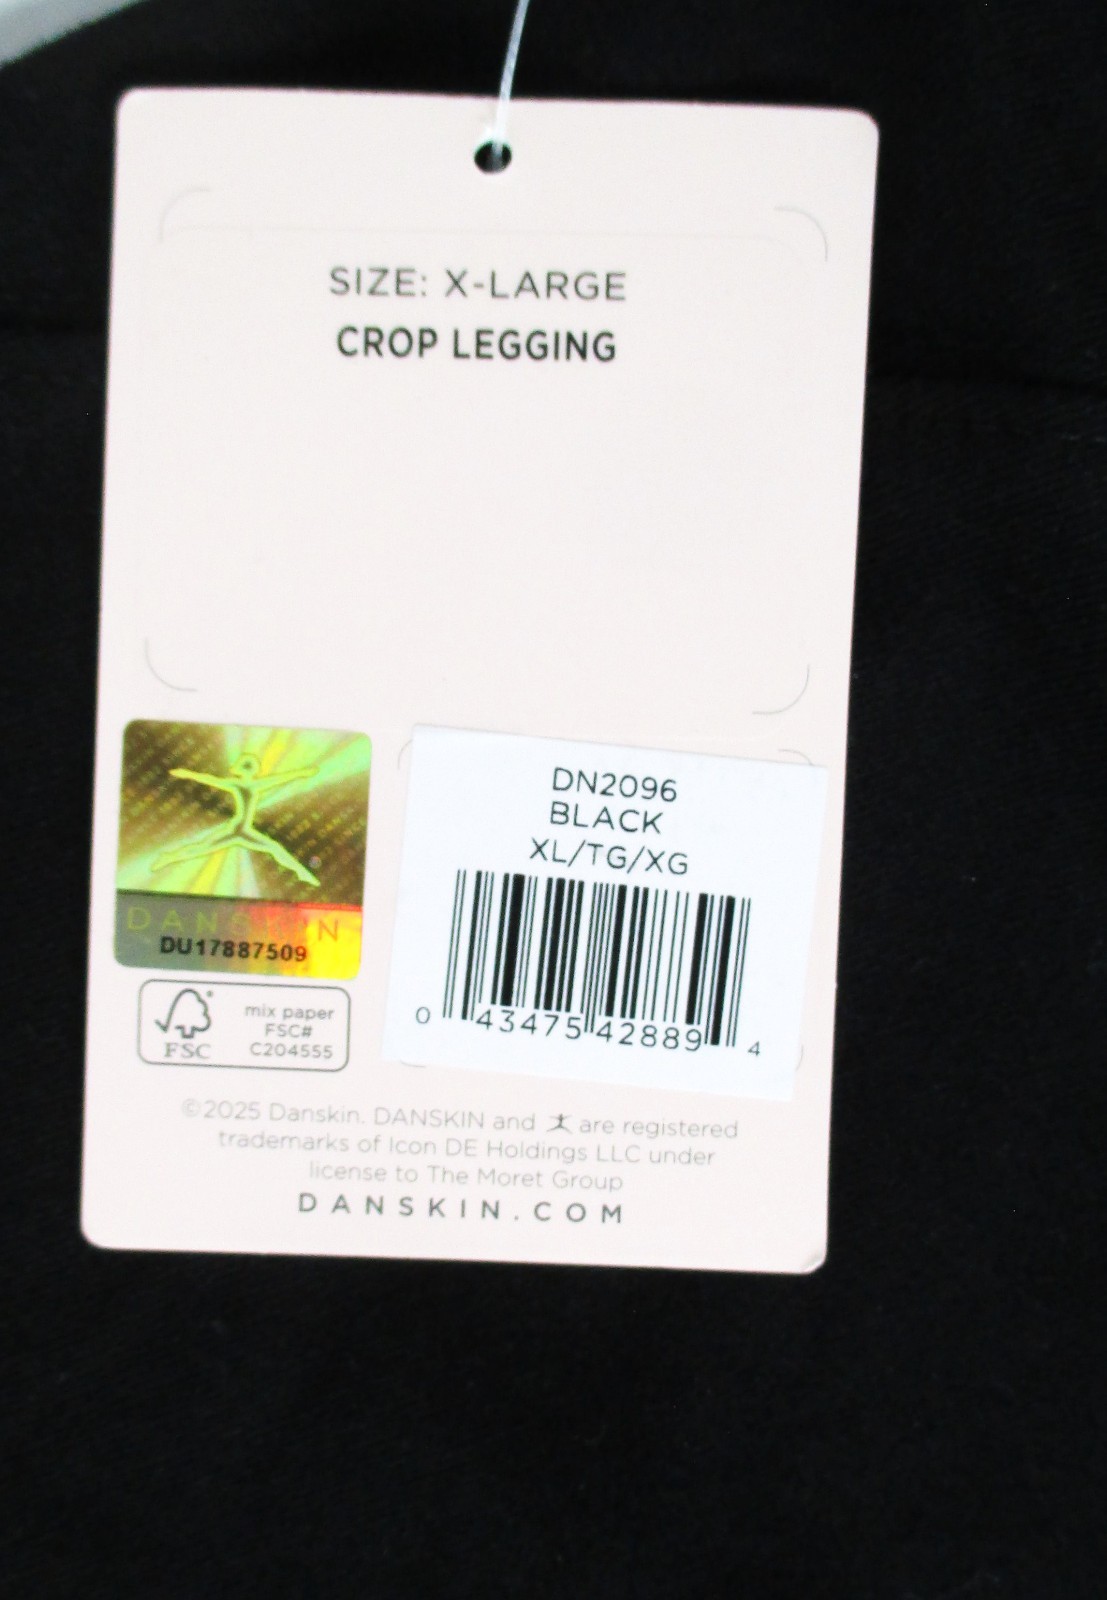 SIZE: X-LARGE
CROP LEGGING
DN2096
BLACK
XL/TG/XG
0 43475 42889 4
DANSKIN
DU17887509
mix paper
FSC#
C204555
FSC
©2025 Danskin. DANSKIN and are registered
trademarks of Icon DE Holdings LLC under
license to The Moret Group
DANSKIN.COM